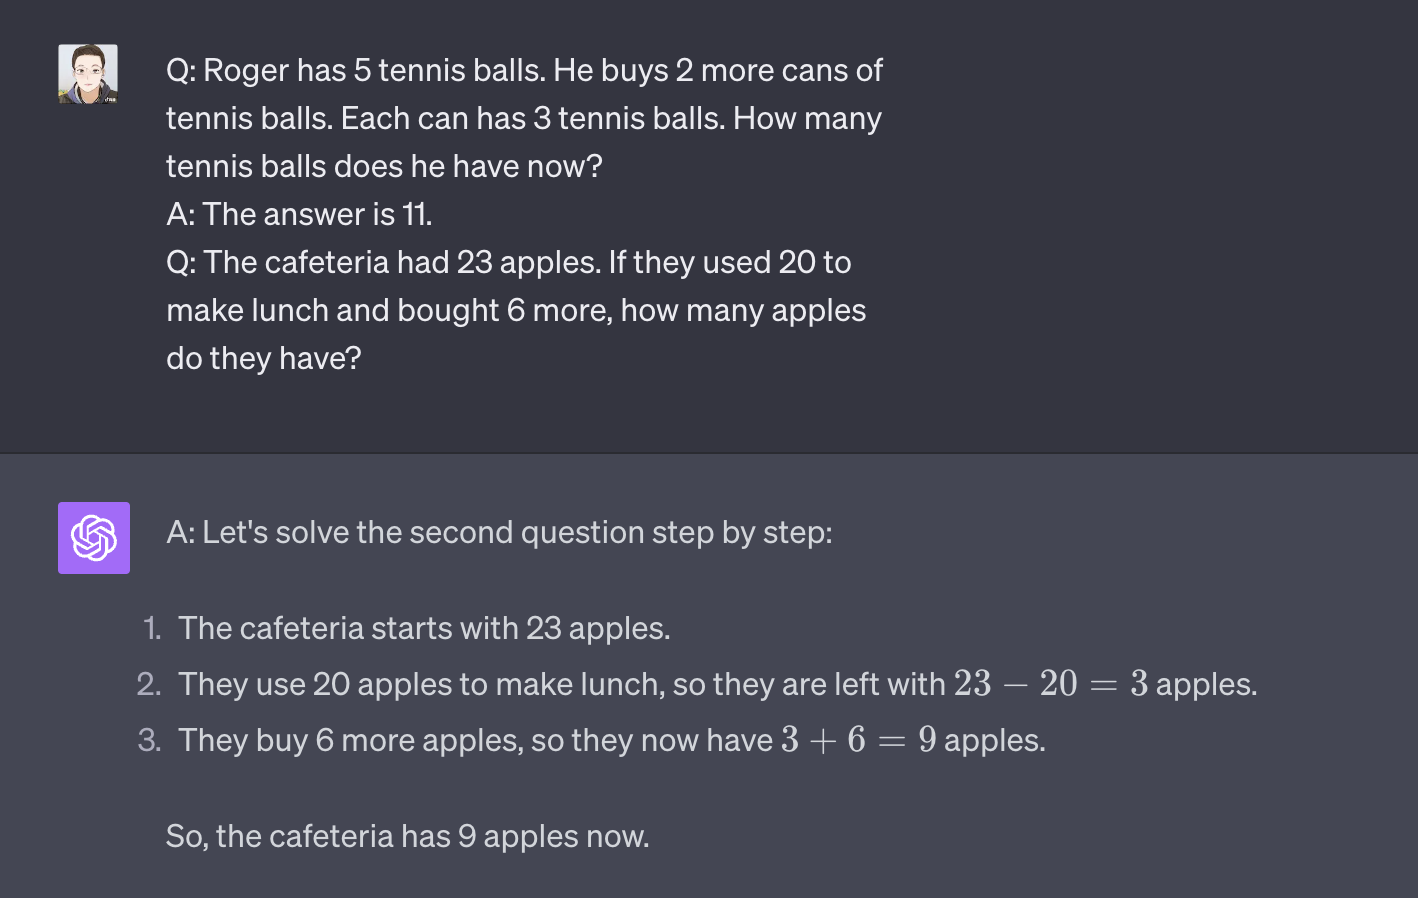 Q: Roger has 5 tennis balls. He buys 2 more cans of
tennis balls. Each can has 3 tennis balls. How many
tennis balls does he have now?
A: The answer is 11.
Q: The cafeteria had 23 apples. If they used 20 to
make lunch and bought 6 more, how many apples
do they have?
A: Let's solve the second question step by step:
1. The cafeteria starts with 23 apples.
2. They use 20 apples to make lunch, so they are left with 23 − 20 = 3 apples.
3. They buy 6 more apples, so they now have 3 + 6 = 9 apples.
So, the cafeteria has 9 apples now.